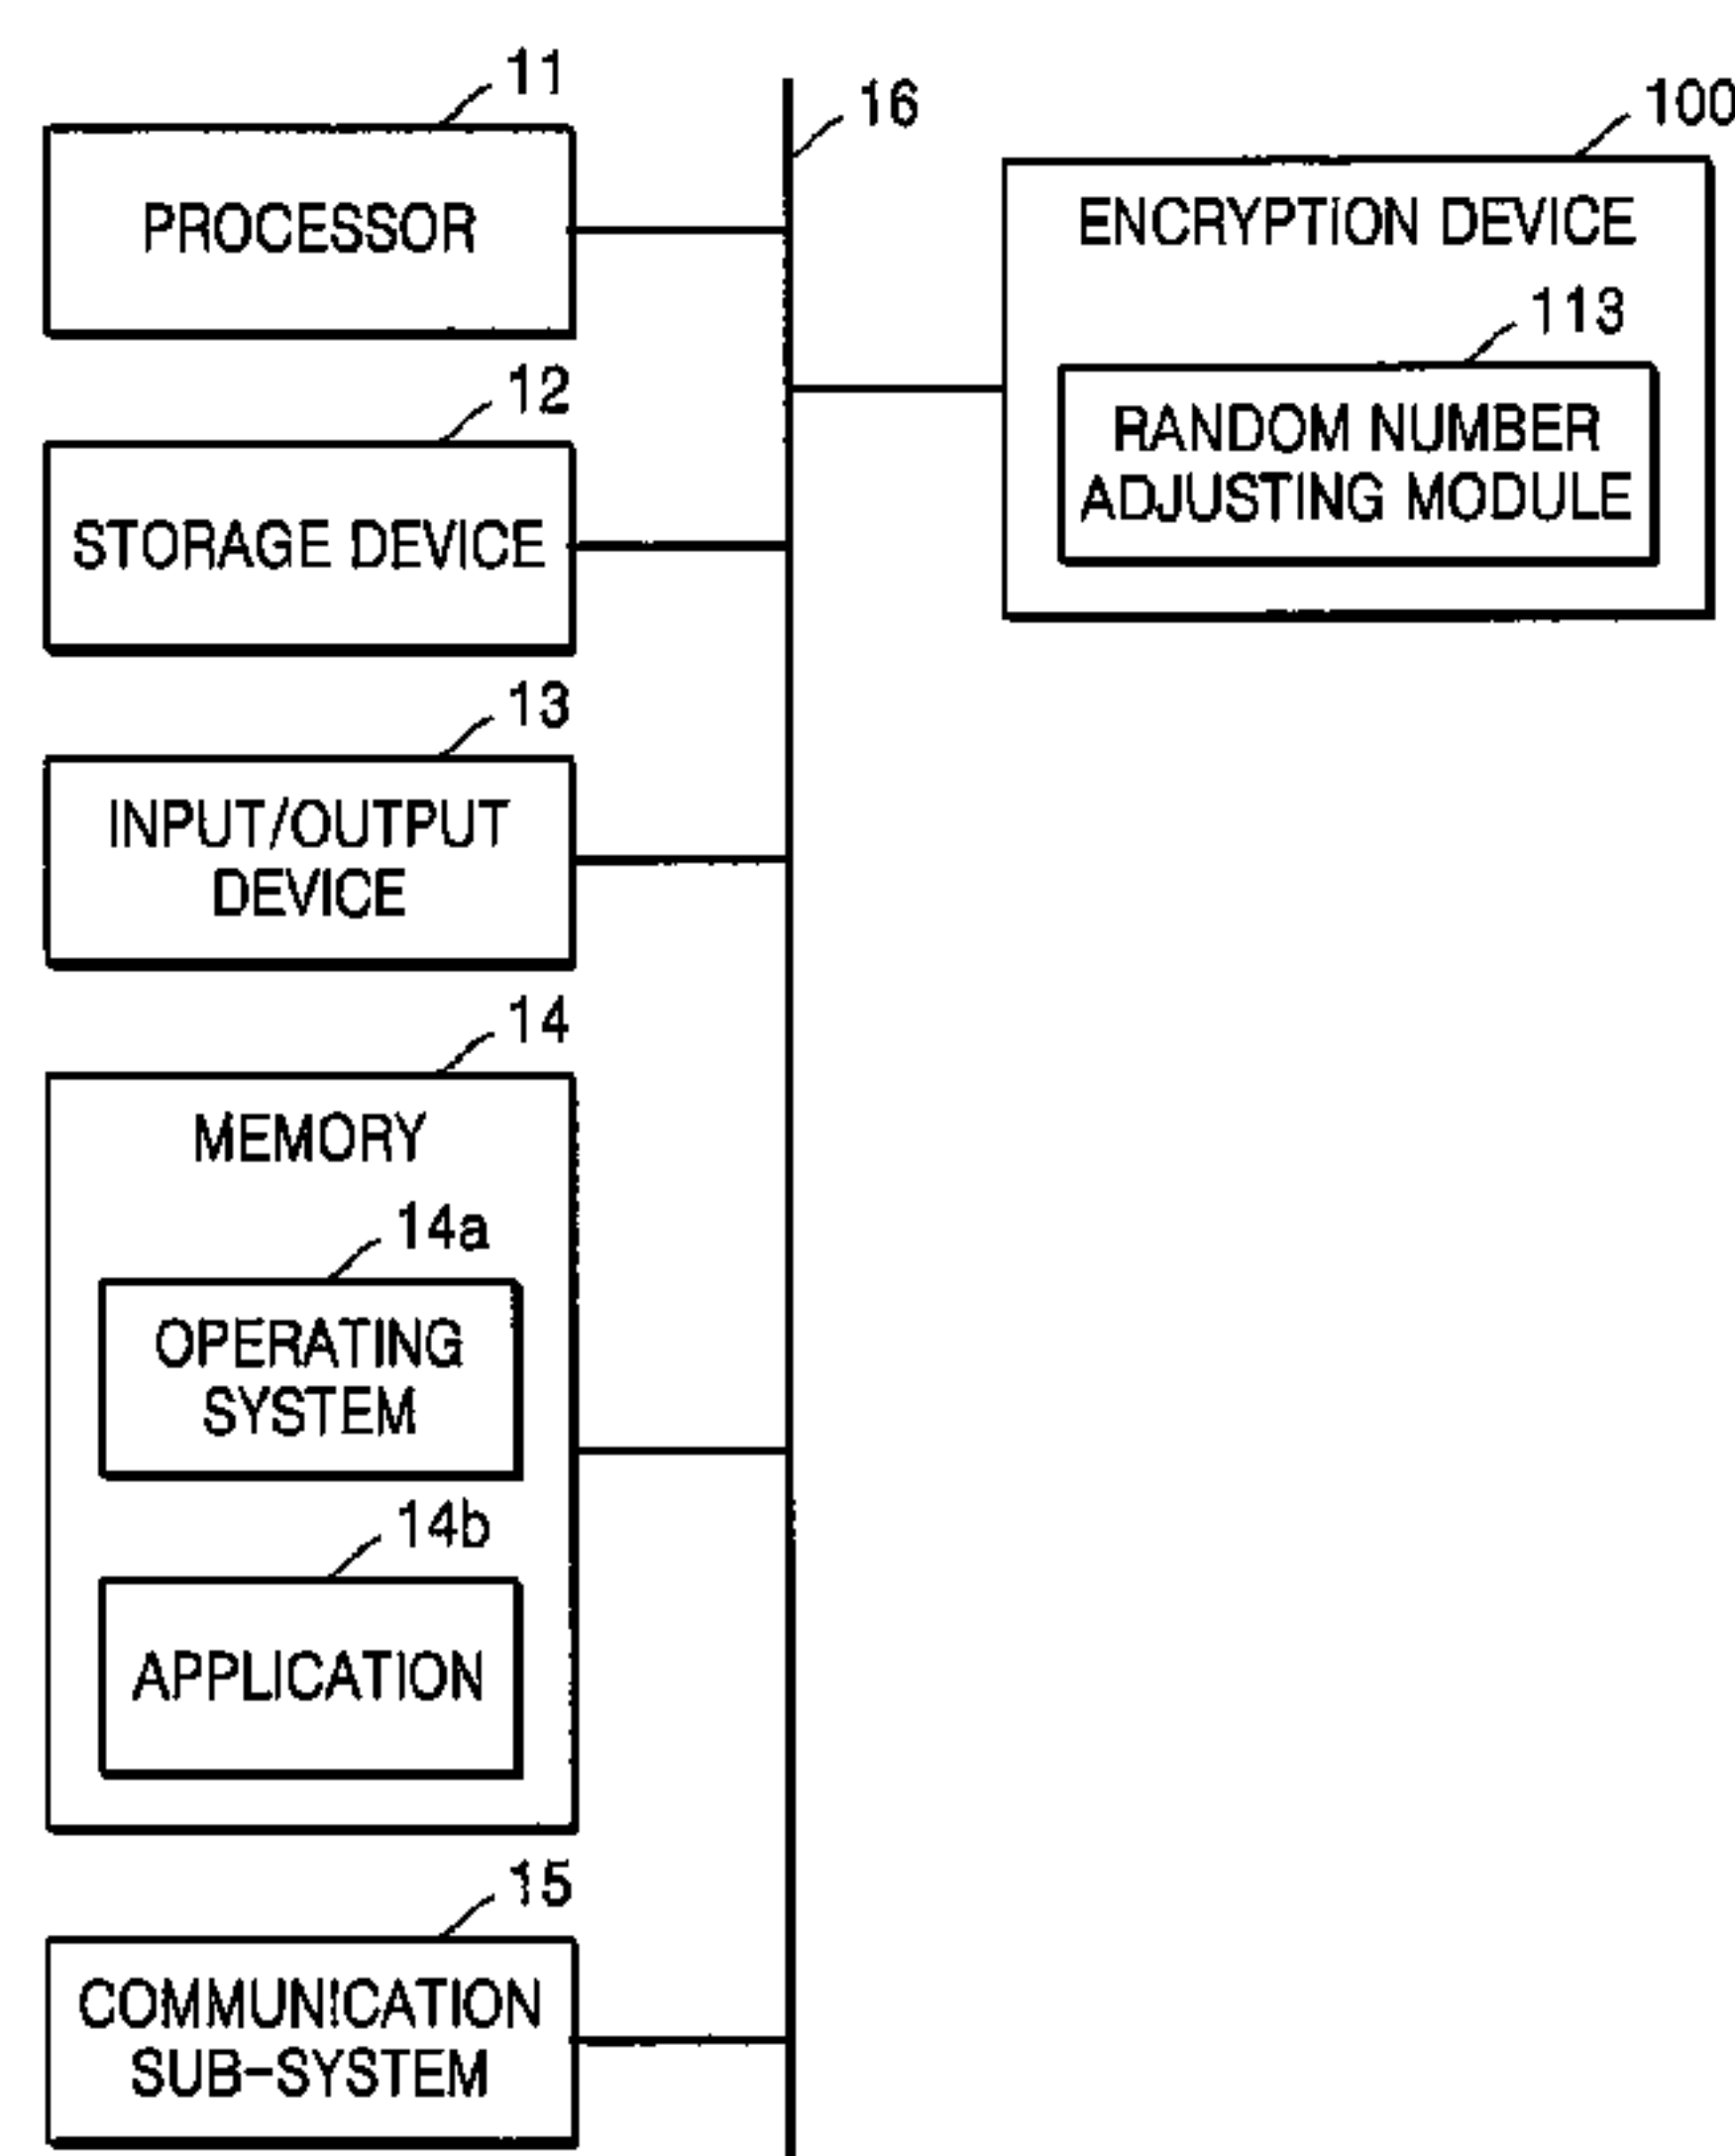 11
PROCESSOR
12
STORAGE DEVICE
13
INPUT/OUTPUT
DEVICE
14
MEMORY
14a
OPERATING
SYSTEM
14b
APPLICATION
15
COMMUNICATION
SUB-SYSTEM
16
100
ENCRYPTION DEVICE
113
RANDOM NUMBER
ADJUSTING MODULE